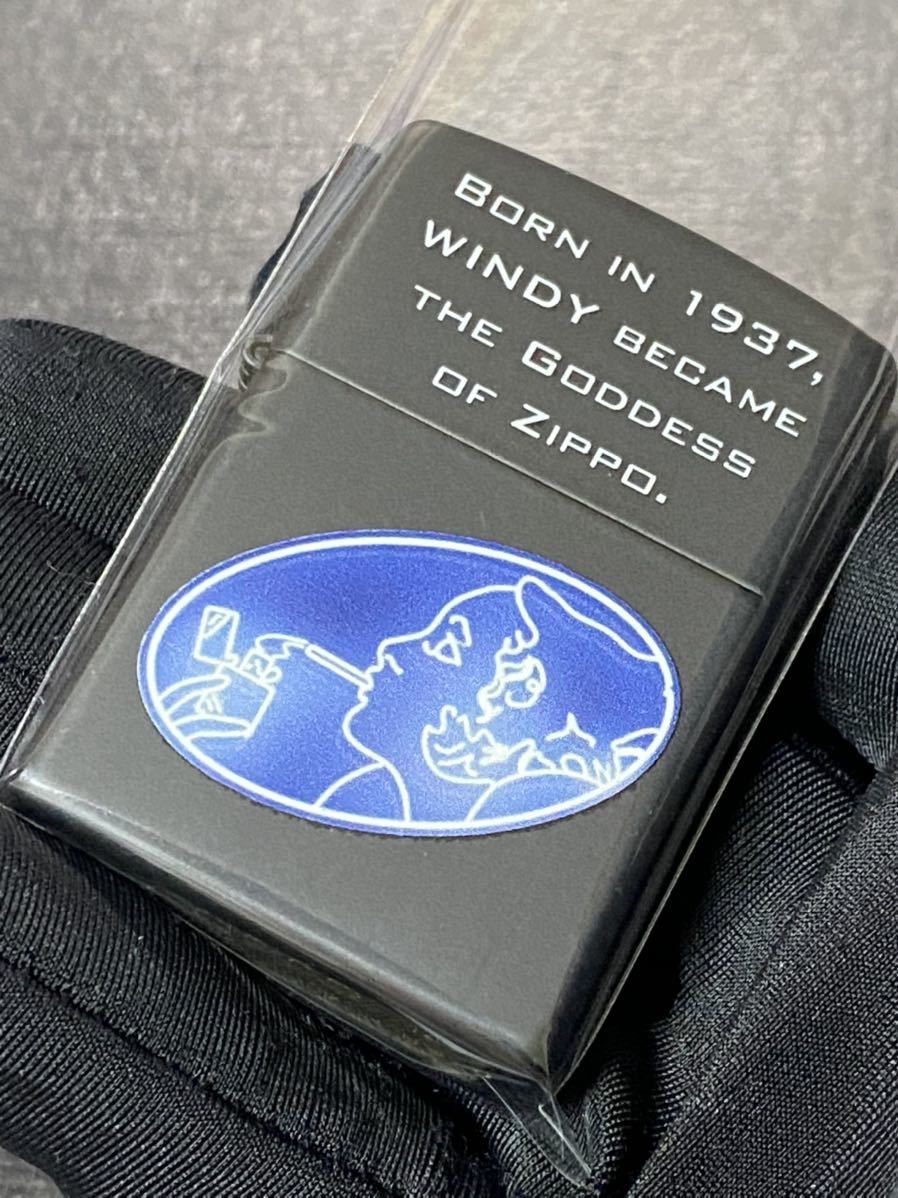 BORN IN 1937,
WINDY BECAME
THE GODDESS
OF ZIPPO.